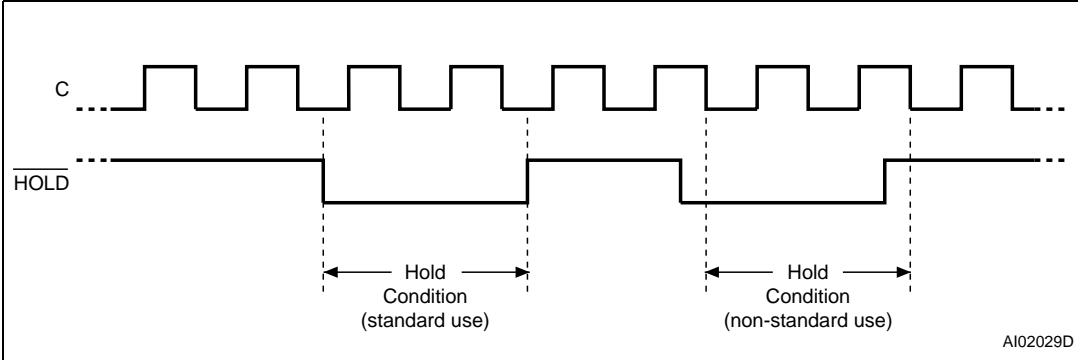 C
HOLD
Hold
Condition
(standard use)
Hold
Condition
(non-standard use)
AI02029D